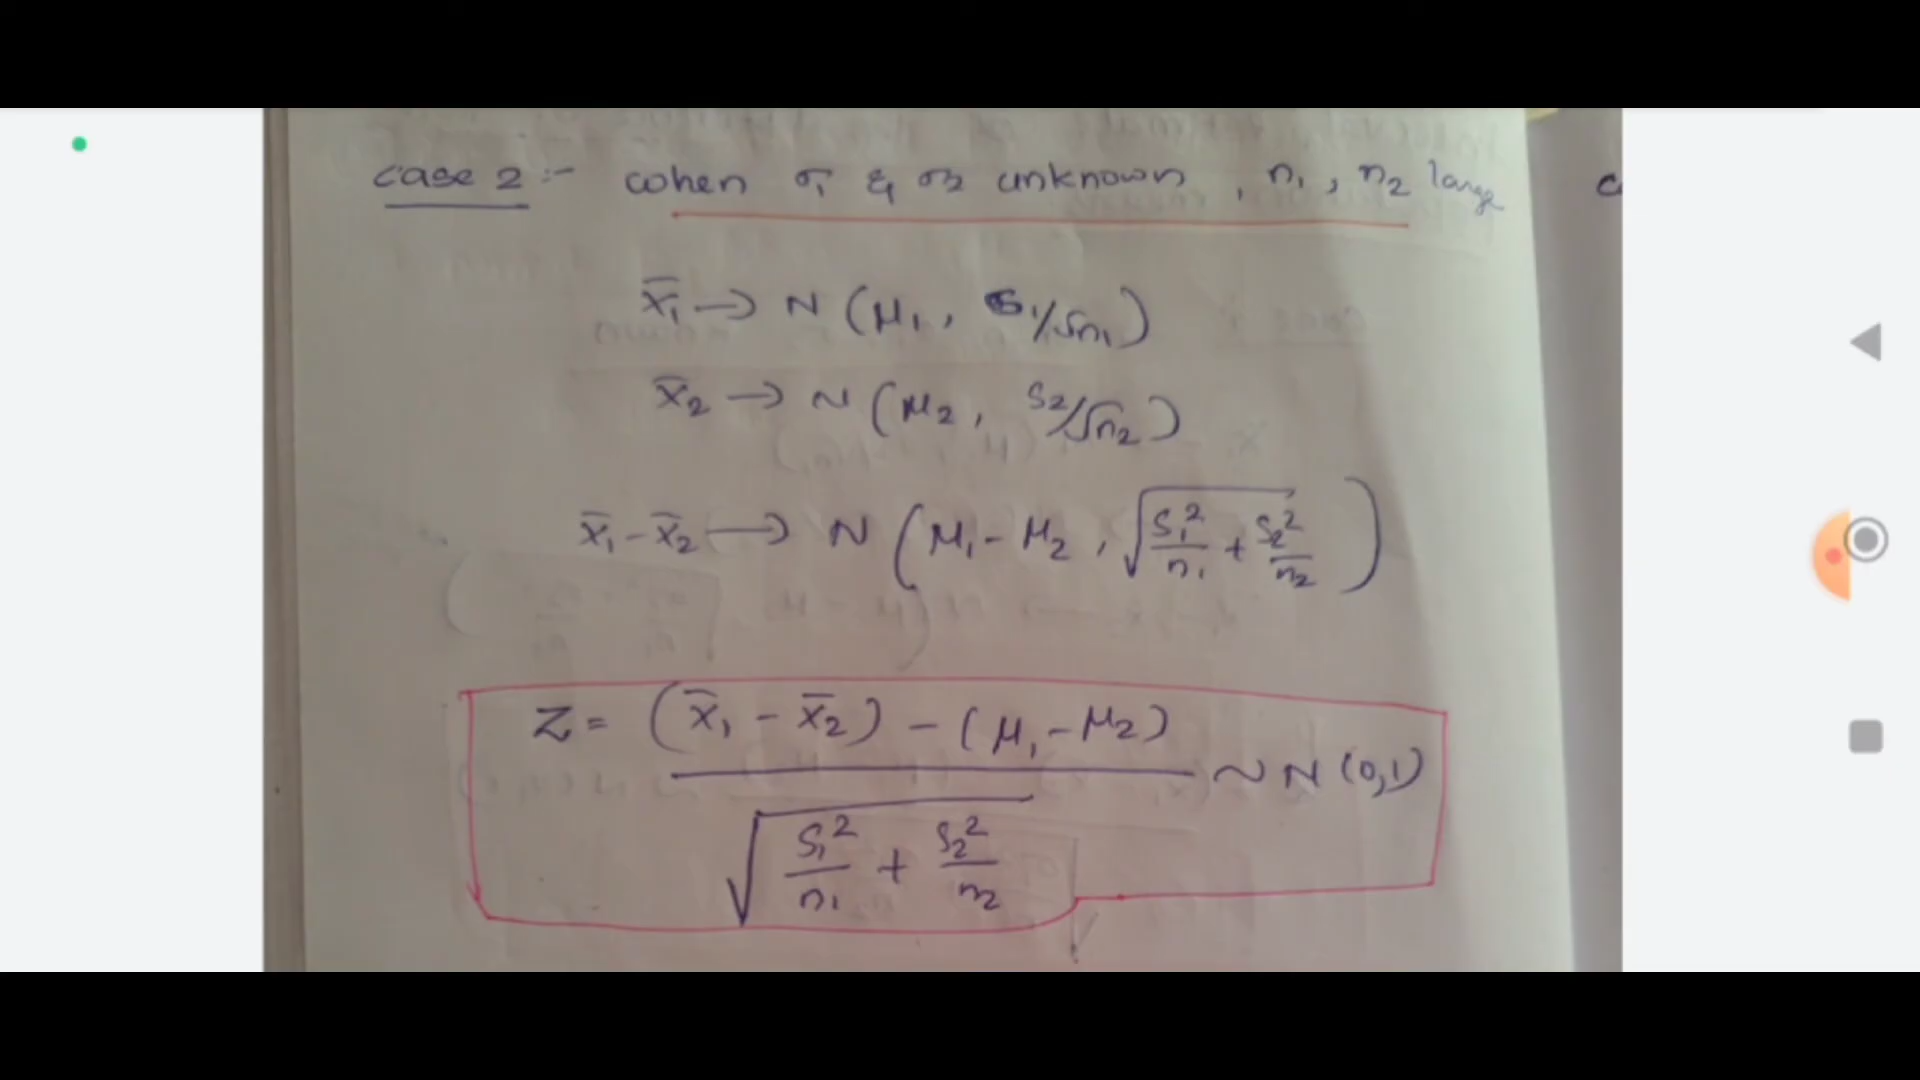 case 2 :- when σ₁ & σ₂ unknown , n₁ , n₂ large
x̄₁ → N (μ₁, s₁/√n₁)
x̄₂ → N (μ₂, s₂/√n₂)
x̄₁ - x̄₂ → N (μ₁ - μ₂ , √(s₁²/n₁ + s₂²/n₂) )
Z = ((x̄₁ - x̄₂) - (μ₁ - μ₂)) / √(s₁²/n₁ + s₂²/n₂) ~ N (0,1)